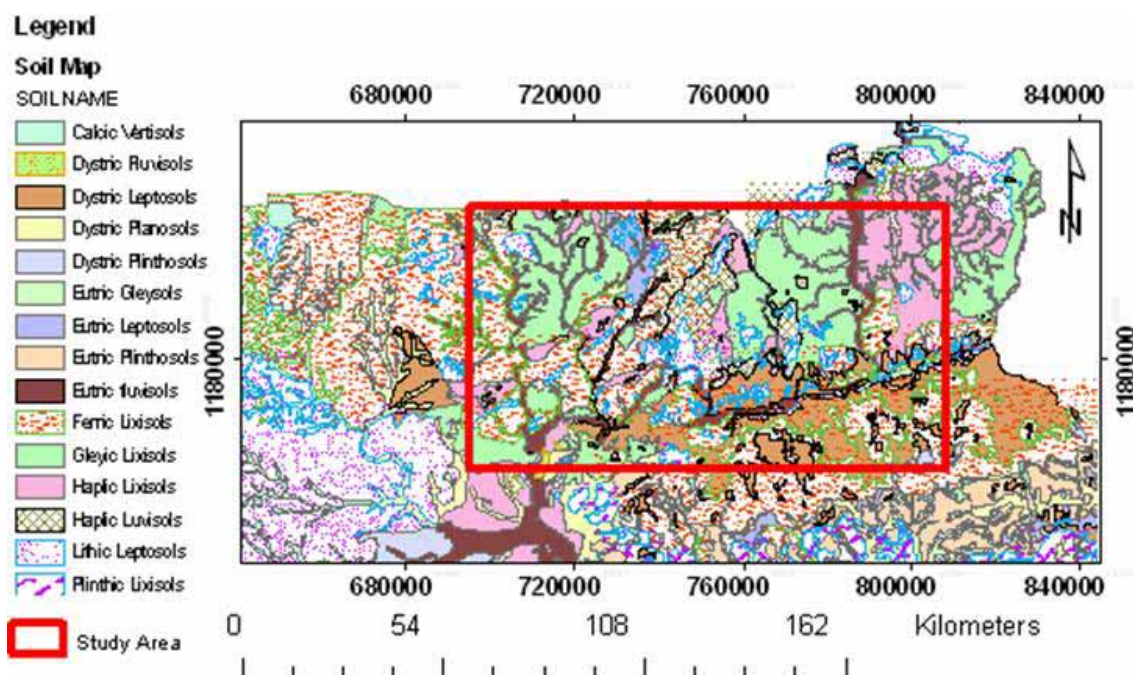 Legend
Soil Map
SOILNAME
Calcic Vertisols
Dystric Fluvisols
Dystric Leptosols
Dystric Planosols
Dystric Plinthosols
Eutric Gleysols
Eutric Leptosols
Eutric Plinthosols
Eutric fluvisols
Ferric Lixisols
Gleyic Lixisols
Haplic Lixisols
Haplic Luvisols
Lithic Leptosols
Plinthic Lixisols
Study Area
680000 720000 760000 800000 840000
N
1180000 1180000
680000 720000 760000 800000 840000
0 54 108 162 Kilometers